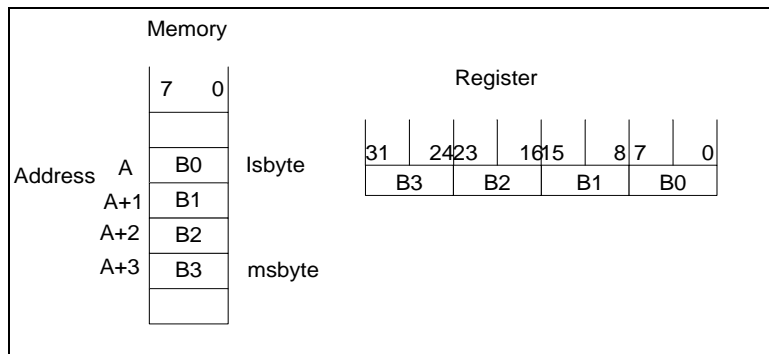 Memory
7 0
Register
31 24 23 16 15 8 7 0
B3 B2 B1 B0
Address A B0 lsbyte
A+1 B1
A+2 B2
A+3 B3 msbyte